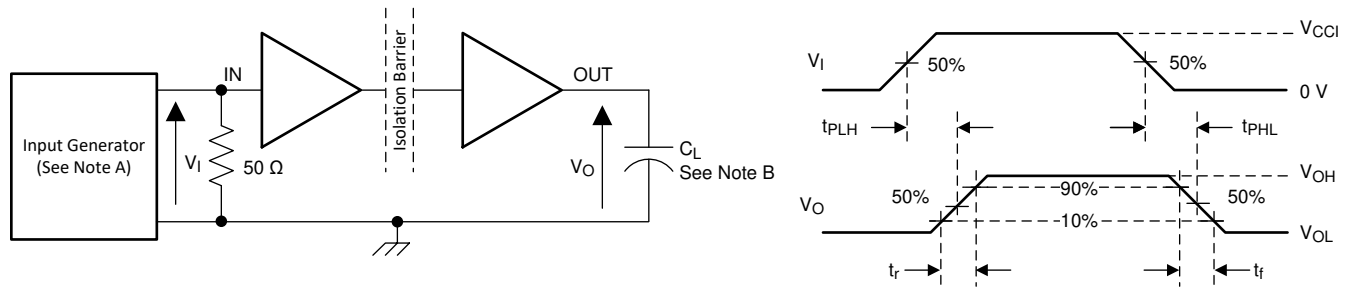 Input Generator
(See Note A)
V_I
IN
50 Ω
Isolation Barrier
OUT
V_O
C_L
See Note B
V_I
50%
50%
V_CCI
0 V
t_PLH
t_PHL
V_O
50%
90%
10%
50%
V_OH
V_OL
t_r
t_f